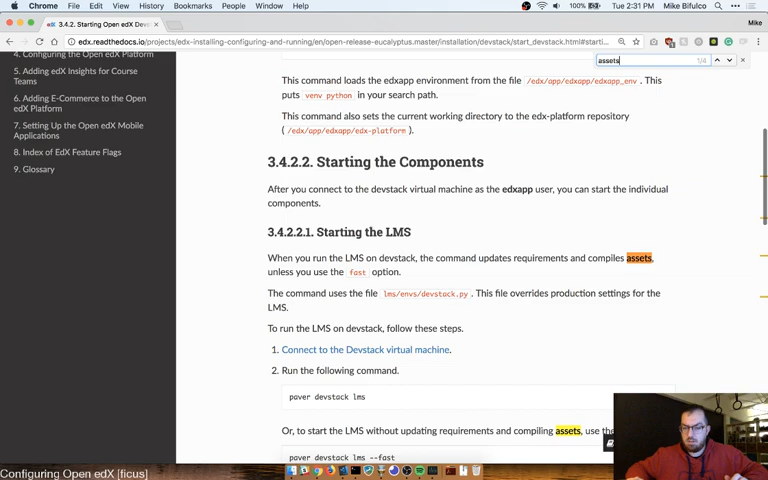 Chrome File Edit View History Bookmarks People Window Help 100% Tue 2:31 PM Mike Bifulco
3.4.2. Starting Open edX Dev
Mike
edx.readthedocs.io/projects/edx-installing-configuring-and-running/en/open-release-eucalyptus.master/installation/devstack/start_devstack.html#starti...
assets 1/4
4. Configuring the Open edX Platform
5. Adding edX Insights for Course
Teams
6. Adding E-Commerce to the Open
edX Platform
7. Setting Up the Open edX Mobile
Applications
8. Index of EdX Feature Flags
9. Glossary
This command loads the edxapp environment from the file /edx/app/edxapp/edxapp_env . This
puts venv python in your search path.
This command also sets the current working directory to the edx-platform repository
( /edx/app/edxapp/edx-platform ).
3.4.2.2. Starting the Components
After you connect to the devstack virtual machine as the edxapp user, you can start the individual
components.
3.4.2.2.1. Starting the LMS
When you run the LMS on devstack, the command updates requirements and compiles assets,
unless you use the fast option.
The command uses the file lms/envs/devstack.py . This file overrides production settings for the
LMS.
To run the LMS on devstack, follow these steps.
1. Connect to the Devstack virtual machine.
2. Run the following command.
paver devstack lms
Or, to start the LMS without updating requirements and compiling assets, use the
paver devstack lms --fast
Configuring Open edX [ficus]